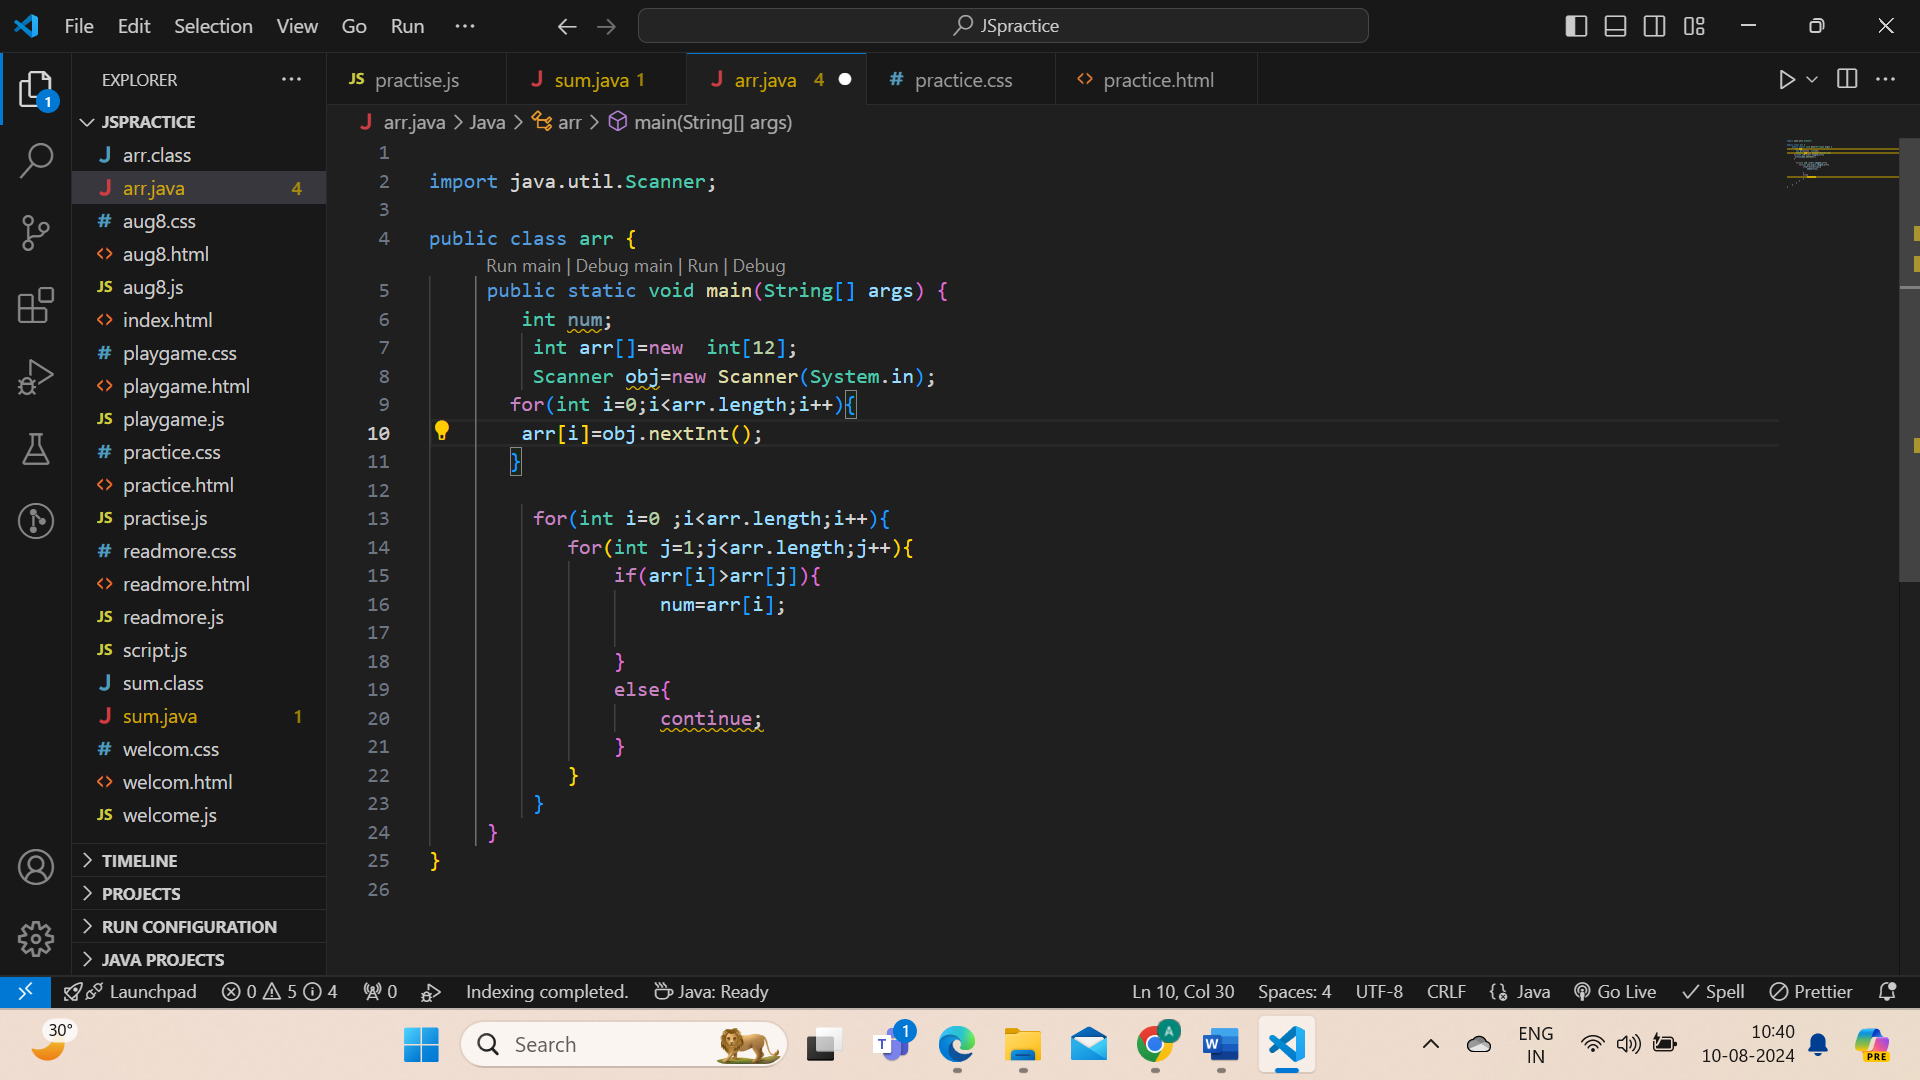 File Edit Selection View Go Run ··· JSpractice
EXPLORER ···
JSPRACTICE
arr.class
arr.java 4
aug8.css
aug8.html
aug8.js
index.html
playgame.css
playgame.html
playgame.js
practice.css
practice.html
practise.js
readmore.css
readmore.html
readmore.js
script.js
sum.class
sum.java 1
welcom.css
welcom.html
welcome.js
TIMELINE
PROJECTS
RUN CONFIGURATION
JAVA PROJECTS
1
JS practise.js J sum.java 1 J arr.java 4 # practice.css <> practice.html
J arr.java > Java > arr > main(String[] args)
1
2 import java.util.Scanner;
3
4 public class arr {
Run main | Debug main | Run | Debug
5 public static void main(String[] args) {
6 int num;
7 int arr[]=new  int[12];
8 Scanner obj=new Scanner(System.in);
9 for(int i=0;i<arr.length;i++){
10 arr[i]=obj.nextInt();
11 }
12
13 for(int i=0 ;i<arr.length;i++){
14 for(int j=1;j<arr.length;j++){
15 if(arr[i]>arr[j]){
16 num=arr[i];
17
18 }
19 else{
20 continue;
21 }
22 }
23 }
24 }
25 }
26
Launchpad 0 5 4 0 Indexing completed. Java: Ready Ln 10, Col 30 Spaces: 4 UTF-8 CRLF Java Go Live Spell Prettier
30° Search 1 ENG 10:40
IN 10-08-2024 PRE